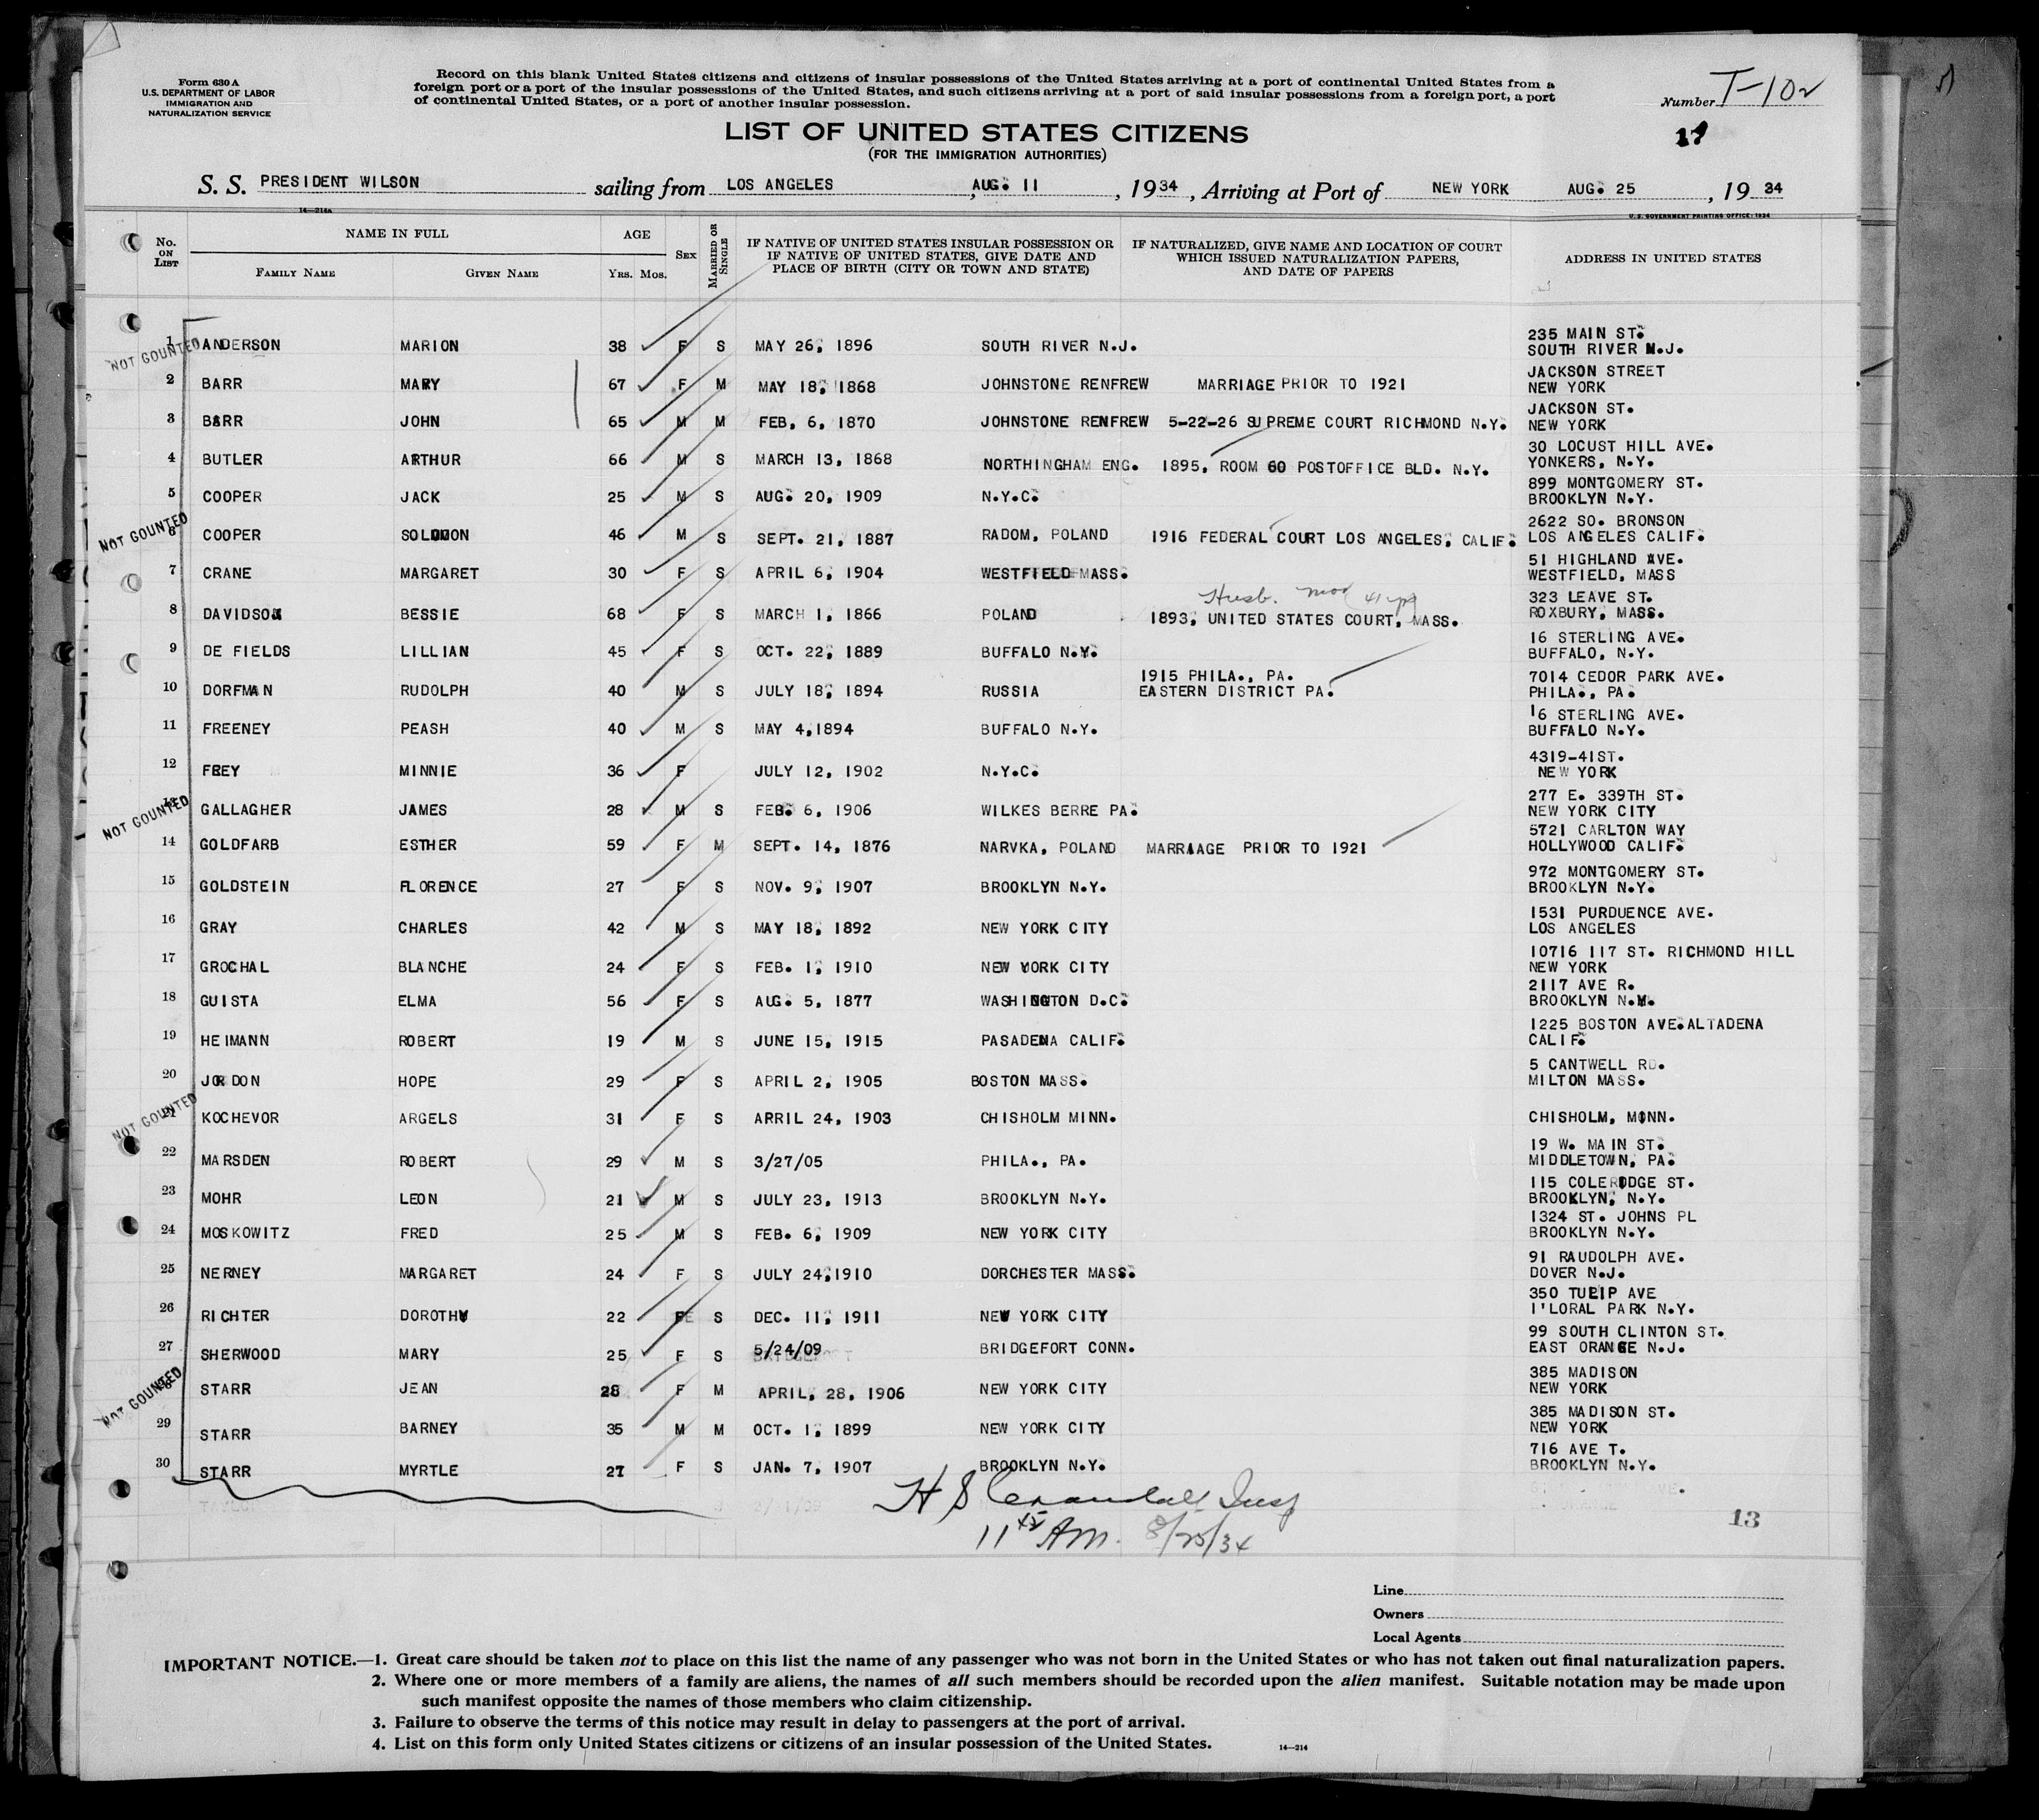 Form 630 A
U.S. DEPARTMENT OF LABOR
IMMIGRATION AND
NATURALIZATION SERVICE
Record on this blank United States citizens and citizens of insular possessions of the United States arriving at a port of continental United States from a
foreign port or a port of the insular possessions of the United States, and such citizens arriving at a port of said insular possessions from a foreign port, a port
of continental United States, or a port of another insular possession.
Number T-102
LIST OF UNITED STATES CITIZENS
(FOR THE IMMIGRATION AUTHORITIES)
S. S. PRESIDENT WILSON sailing from LOS ANGELES, AUG. 11, 1934, Arriving at Port of NEW YORK AUG. 25, 19 34
14—214a
U.S. GOVERNMENT PRINTING OFFICE: 1934
No. ON LIST
NAME IN FULL
FAMILY NAME GIVEN NAME
AGE
YRS. MOS.
SEX
MARRIED OR SINGLE
IF NATIVE OF UNITED STATES INSULAR POSSESSION OR
IF NATIVE OF UNITED STATES, GIVE DATE AND
PLACE OF BIRTH (CITY OR TOWN AND STATE)
IF NATURALIZED, GIVE NAME AND LOCATION OF COURT
WHICH ISSUED NATURALIZATION PAPERS,
AND DATE OF PAPERS
ADDRESS IN UNITED STATES
NOT COUNTED
1 ANDERSON MARION 38 F S MAY 26, 1896 SOUTH RIVER N.J. 235 MAIN ST. SOUTH RIVER N.J.
2 BARR MARY 67 F M MAY 18, 1868 JOHNSTONE RENFREW MARRIAGE PRIOR TO 1921 JACKSON STREET NEW YORK
3 BARR JOHN 65 M M FEB. 6, 1870 JOHNSTONE RENFREW 5-22-26 SUPREME COURT RICHMOND N.Y. JACKSON ST. NEW YORK
4 BUTLER ARTHUR 66 M S MARCH 13, 1868 NORTHINGHAM ENG. 1895, ROOM 60 POSTOFFICE BLD. N.Y. 30 LOCUST HILL AVE. YONKERS, N.Y.
5 COOPER JACK 25 M S AUG. 20, 1909 N.Y.C. 899 MONTGOMERY ST. BROOKLYN N.Y.
NOT COUNTED
6 COOPER SOLOMON 46 M S SEPT. 21, 1887 RADOM, POLAND 1916 FEDERAL COURT LOS ANGELES, CALIF. 2622 SO. BRONSON LOS ANGELES CALIF.
7 CRANE MARGARET 30 F S APRIL 6, 1904 WESTFIELD MASS. 51 HIGHLAND AVE. WESTFIELD, MASS
Husb.
8 DAVIDSON BESSIE 68 F S MARCH 1, 1866 POLAND 1893, UNITED STATES COURT, MASS. 323 LEAVE ST. ROXBURY, MASS.
9 DE FIELDS LILLIAN 45 F S OCT. 22, 1889 BUFFALO N.Y. 16 STERLING AVE. BUFFALO, N.Y.
10 DORFMAN RUDOLPH 40 M S JULY 18, 1894 RUSSIA 1915 PHILA., PA. EASTERN DISTRICT PA. 7014 CEDOR PARK AVE. PHILA., PA.
11 FREENEY PEASH 40 M S MAY 4,1894 BUFFALO N.Y. 16 STERLING AVE. BUFFALO N.Y.
12 FREY MINNIE 36 F JULY 12, 1902 N.Y.C. 4319-41ST. NEW YORK
NOT COUNTED
13 GALLAGHER JAMES 28 M S FEB. 6, 1906 WILKES BERRE PA. 277 E. 339TH ST. NEW YORK CITY
14 GOLDFARB ESTHER 59 F M SEPT. 14, 1876 NARVKA, POLAND MARRIAGE PRIOR TO 1921 5721 CARLTON WAY HOLLYWOOD CALIF.
15 GOLDSTEIN FLORENCE 27 F S NOV. 9, 1907 BROOKLYN N.Y. 972 MONTGOMERY ST. BROOKLYN N.Y.
16 GRAY CHARLES 42 M S MAY 18, 1892 NEW YORK CITY 1531 PURDUENCE AVE. LOS ANGELES
17 GROCHAL BLANCHE 24 F S FEB. 1, 1910 NEW YORK CITY 10716 117 ST. RICHMOND HILL NEW YORK
18 GUISTA ELMA 56 F S AUG. 5, 1877 WASHINGTON D.C. 2117 AVE R. BROOKLYN N.Y.
19 HEIMANN ROBERT 19 M S JUNE 15, 1915 PASADENA CALIF. 1225 BOSTON AVE.ALTADENA CALIF.
20 JORDON HOPE 29 F S APRIL 2, 1905 BOSTON MASS. 5 CANTWELL RD. MILTON MASS.
NOT COUNTED
21 KOCHEVOR ARGELS 31 F S ARRIL 24, 1903 CHISHOLM MINN. CHISHOLM, MINN.
22 MARSDEN ROBERT 29 M S 3/27/05 PHILA., PA. 19 W. MAIN ST. MIDDLETOWN, PA.
23 MOHR LEON 21 M S JULY 23, 1913 BROOKLYN N.Y. 115 COLERIDGE ST. BROOKLYN, N.Y.
24 MOSKOWITZ FRED 25 M S FEB. 6, 1909 NEW YORK CITY 1324 ST. JOHNS PL BROOKLYN N.Y.
25 NERNEY MARGARET 24 F S JULY 24,1910 DORCHESTER MASS. 91 RAUDOLPH AVE. DOVER N.J.
26 RICHTER DOROTHY 22 F S DEC. 11, 1911 NEW YORK CITY 350 TULIP AVE I'LORAL PARK N.Y.
27 SHERWOOD MARY 25 F S 5/24/09 BRIDGEFORT CONN. 99 SOUTH CLINTON ST. EAST ORANGE N.J.
NOT COUNTED
28 STARR JEAN 28 F M APRIL, 28, 1906 NEW YORK CITY 385 MADISON NEW YORK
29 STARR BARNEY 35 M M OCT. 1, 1899 NEW YORK CITY 385 MADISON ST. NEW YORK
30 STARR MYRTLE 27 F S JAN. 7, 1907 BROOKLYN N.Y. 716 AVE T. BROOKLYN N.Y.
H S Crandall Insp
11 45 AM. 8/25/34
13
Line
Owners
Local Agents
IMPORTANT NOTICE.—1. Great care should be taken not to place on this list the name of any passenger who was not born in the United States or who has not taken out final naturalization papers.
2. Where one or more members of a family are aliens, the names of all such members should be recorded upon the alien manifest. Suitable notation may be made upon
such manifest opposite the names of those members who claim citizenship.
3. Failure to observe the terms of this notice may result in delay to passengers at the port of arrival.
4. List on this form only United States citizens or citizens of an insular possession of the United States.
14—214